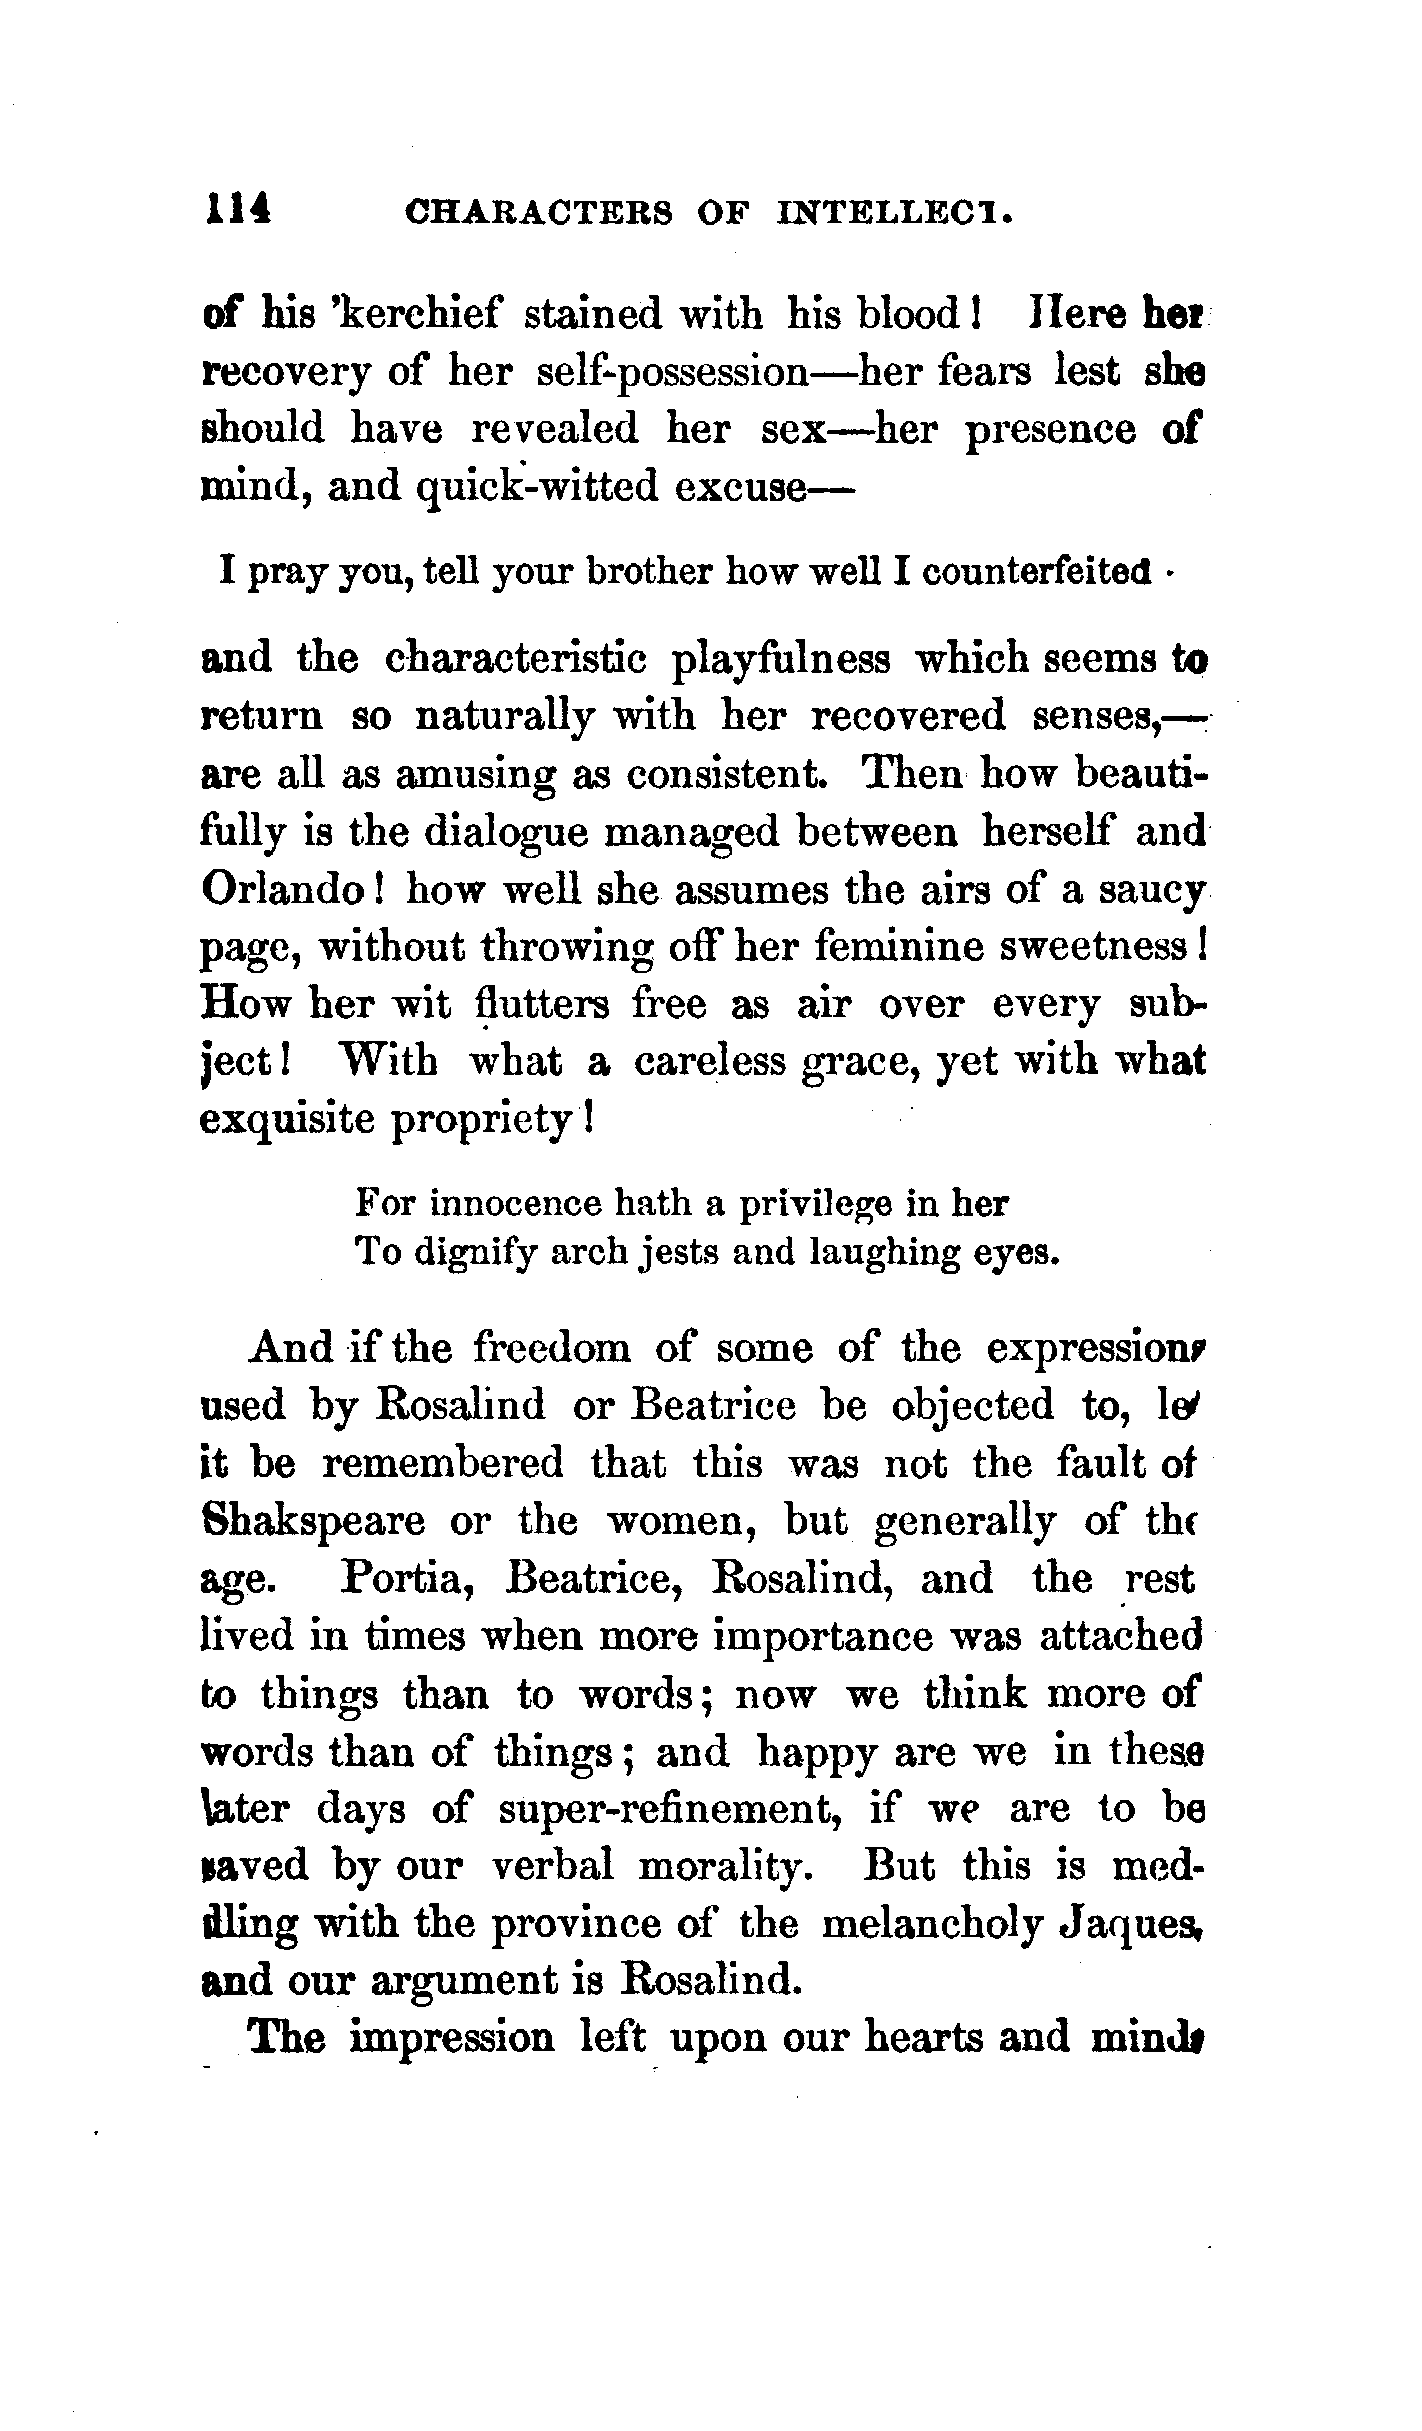 114 CHARACTERS OF INTELLECT.
of his 'kerchief stained with his blood! Here her
recovery of her self-possession—her fears lest she
should have revealed her sex—her presence of
mind, and quick-witted excuse—
I pray you, tell your brother how well I counterfeited ·
and the characteristic playfulness which seems to
return so naturally with her recovered senses,—
are all as amusing as consistent. Then how beauti-
fully is the dialogue managed between herself and
Orlando! how well she assumes the airs of a saucy
page, without throwing off her feminine sweetness!
How her wit flutters free as air over every sub-
ject! With what a careless grace, yet with what
exquisite propriety!
For innocence hath a privilege in her
To dignify arch jests and laughing eyes.
And if the freedom of some of the expressions
used by Rosalind or Beatrice be objected to, let
it be remembered that this was not the fault of
Shakspeare or the women, but generally of the
age. Portia, Beatrice, Rosalind, and the rest
lived in times when more importance was attached
to things than to words; now we think more of
words than of things; and happy are we in these
later days of super-refinement, if we are to be
saved by our verbal morality. But this is med-
dling with the province of the melancholy Jaques,
and our argument is Rosalind.
The impression left upon our hearts and minds